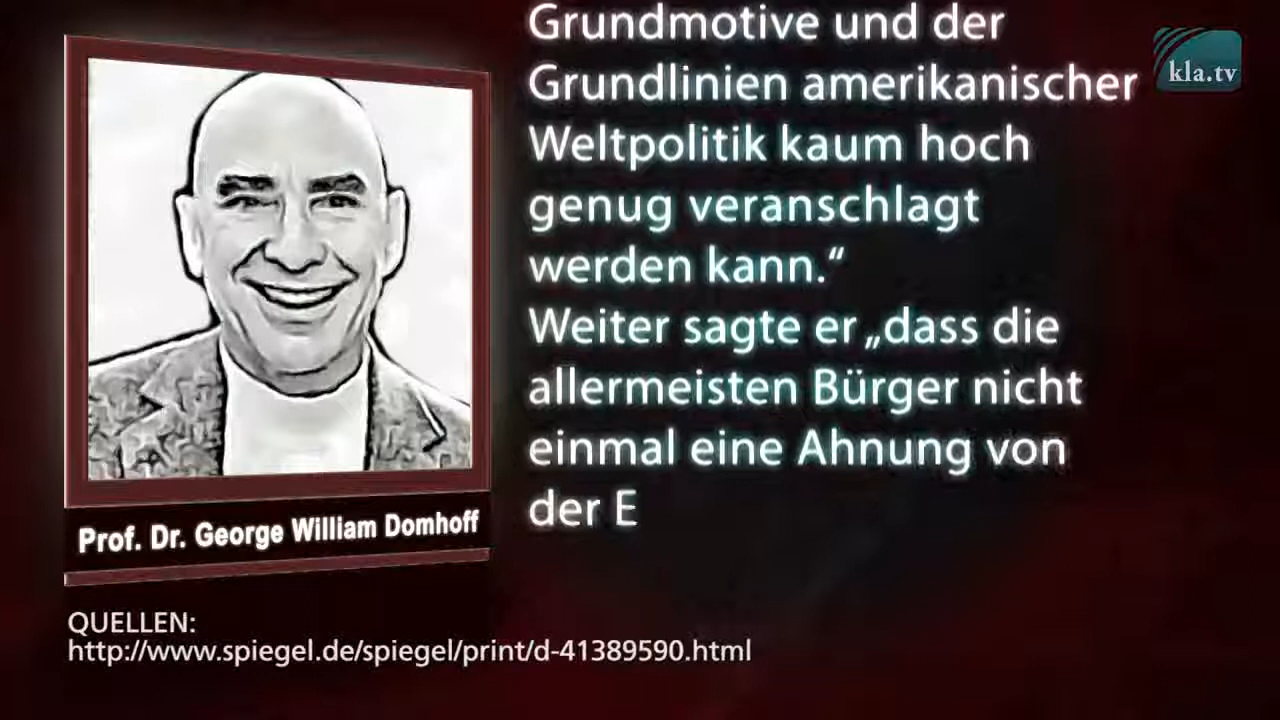 Grundmotive und der
Grundlinien amerikanischer
Weltpolitik kaum hoch
genug veranschlagt
werden kann.“
Weiter sagte er „dass die
allermeisten Bürger nicht
einmal eine Ahnung von
der E
kla.tv
Prof. Dr. George William Domhoff
QUELLEN:
http://www.spiegel.de/spiegel/print/d-41389590.html